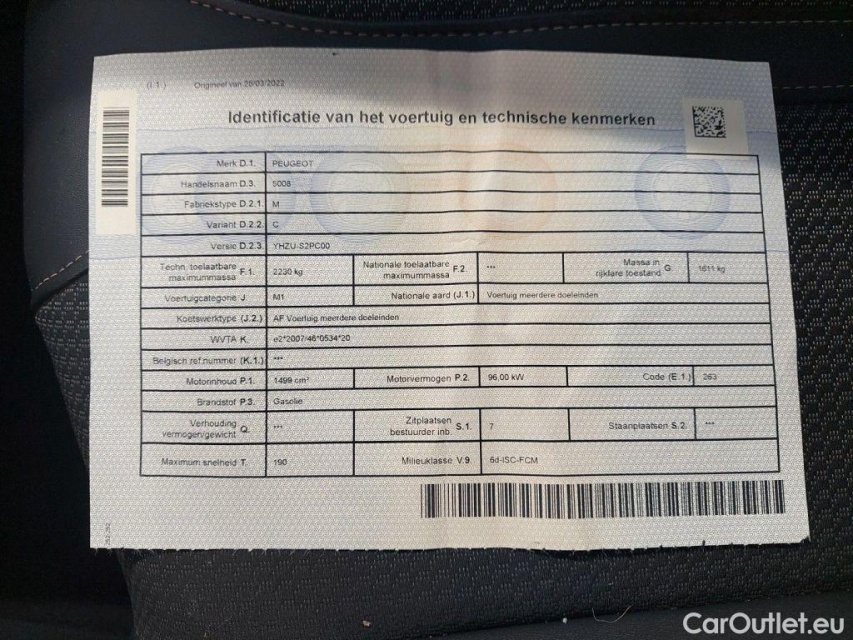 (I.1.) Origineel van 29/03/2022
Identificatie van het voertuig en technische kenmerken
Merk D.1. PEUGEOT
Handelsnaam D.3. 5008
Fabriekstype D.2.1. M
Variant D.2.2. C
Versie D.2.3. YHZU-S2PC00
Techn. toelaatbare maximummassa F.1. 2230 kg Nationale toelaatbare maximummassa F.2. *** Massa in rijklare toestand G. 1611 kg
Voertuigcategorie J. M1 Nationale aard (J.1.) Voertuig meerdere doeleinden
Koetswerktype (J.2.) AF Voertuig meerdere doeleinden
WVTA K. e2*2007/46*0534*20
Belgisch ref.nummer (K.1.) ***
Motorinhoud P.1. 1499 cm³ Motorvermogen P.2. 96,00 kW Code (E.1.) 263
Brandstof P.3. Gasolie
Verhouding vermogen/gewicht Q. *** Zitplaatsen bestuurder inb. S.1. 7 Staanplaatsen S.2. ***
Maximum snelheid T. 190 Milieuklasse V.9. 6d-ISC-FCM
CarOutlet.eu